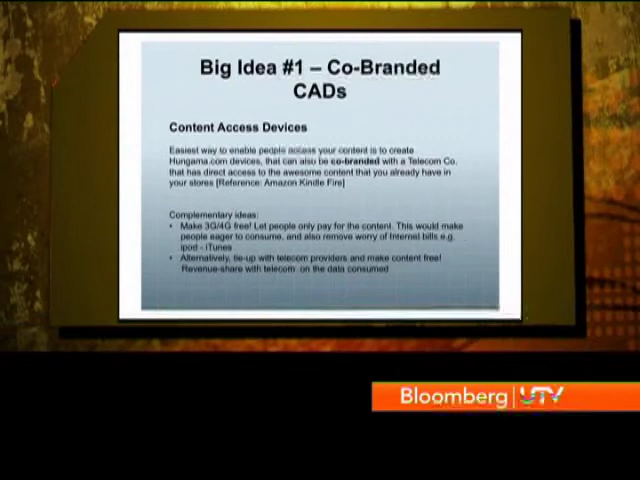 Big Idea #1 – Co-Branded
CADs
Content Access Devices
Easiest way to enable people access your content is to create
Hungama.com devices, that can also be co-branded with a Telecom Co.
that has direct access to the awesome content that you already have in
your stores [Reference: Amazon Kindle Fire]
Complementary ideas:
• Make 3G/4G free! Let people only pay for the content. This would make
people eager to consume, and also remove worry of Internet bills e.g.
ipod - iTunes
• Alternatively, tie-up with telecom providers and make content free!
Revenue-share with telecom on the data consumed
Bloomberg | UTV